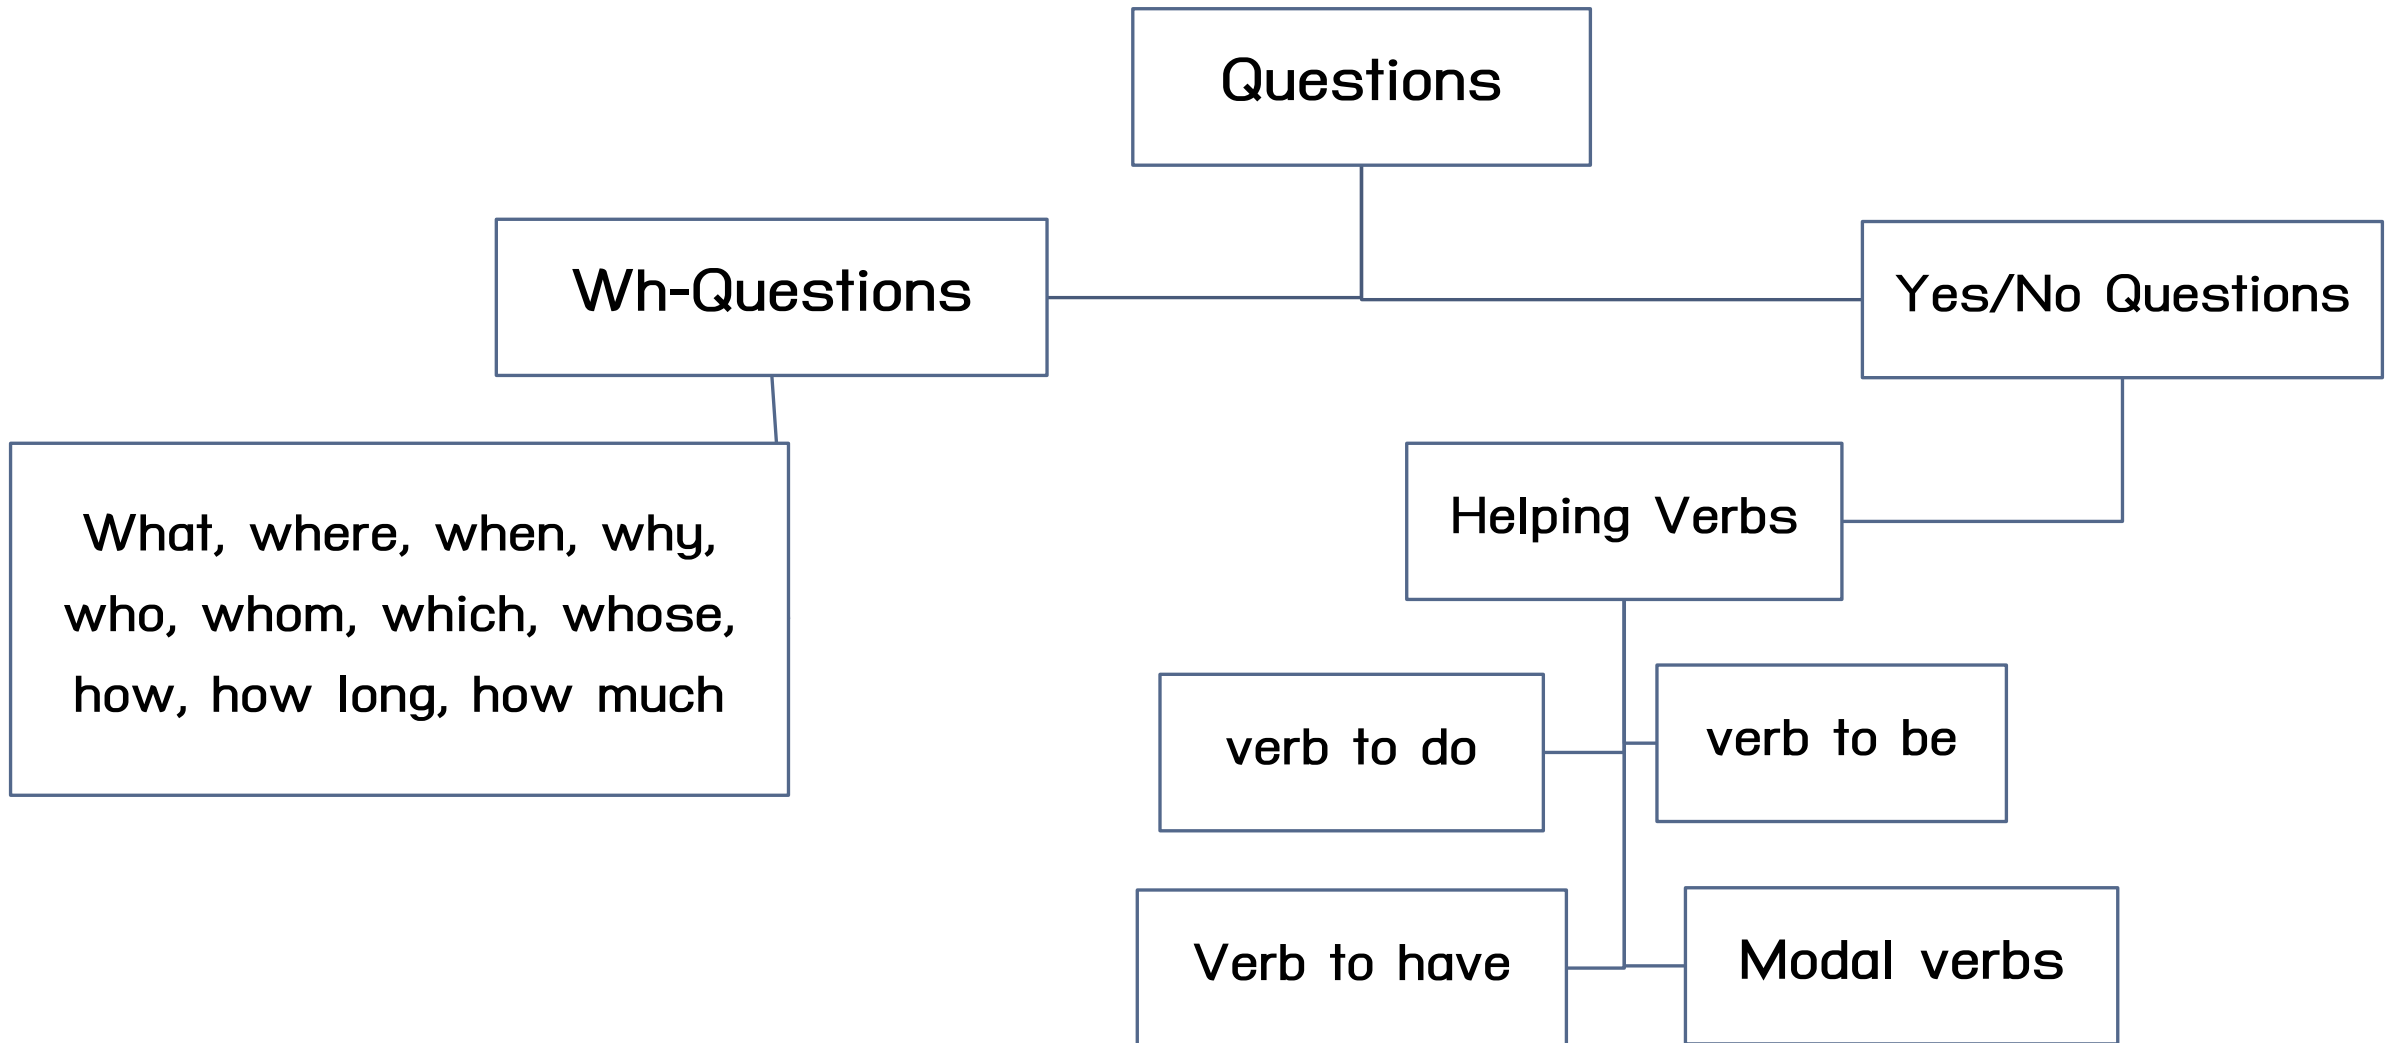 Questions
Wh-Questions
Yes/No Questions
What, where, when, why,
who, whom, which, whose,
how, how long, how much
Helping Verbs
verb to do
verb to be
Verb to have
Modal verbs